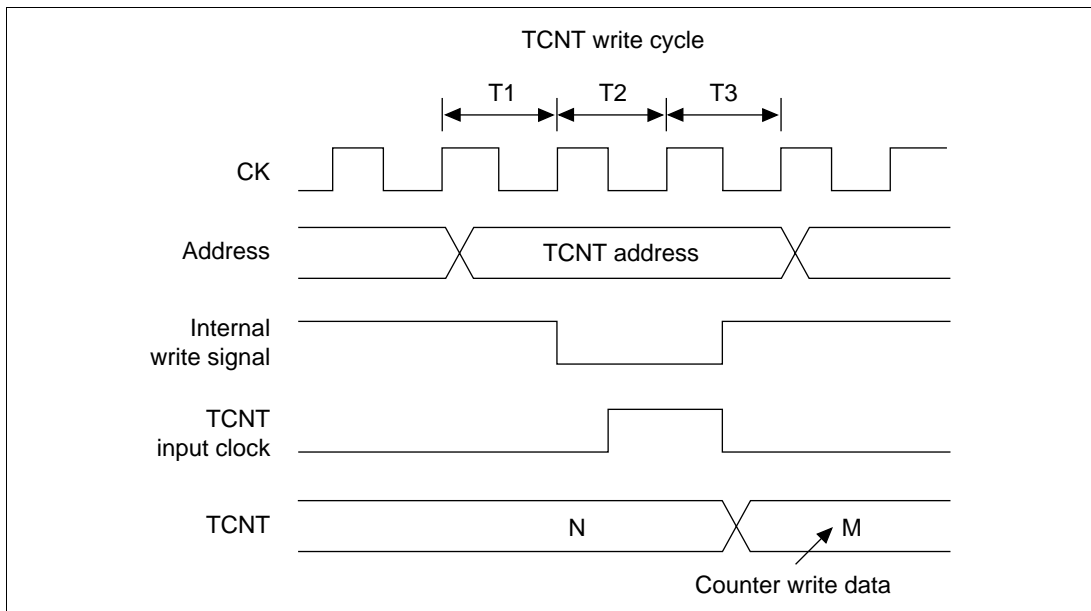 TCNT write cycle
T1 T2 T3
CK
Address
TCNT address
Internal
write signal
TCNT
input clock
TCNT
N
M
Counter write data